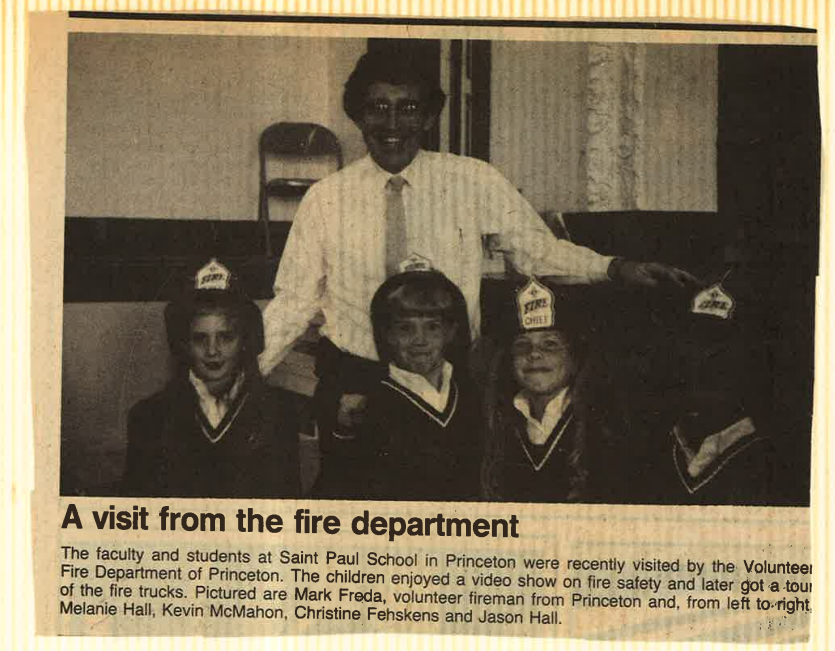 FIRE
FIRE
FIRE
CHIEF
FIRE
A visit from the fire department
The faculty and students at Saint Paul School in Princeton were recently visited by the Volunteer
Fire Department of Princeton. The children enjoyed a video show on fire safety and later got a tour
of the fire trucks. Pictured are Mark Freda, volunteer fireman from Princeton and, from left to right,
Melanie Hall, Kevin McMahon, Christine Fehskens and Jason Hall.